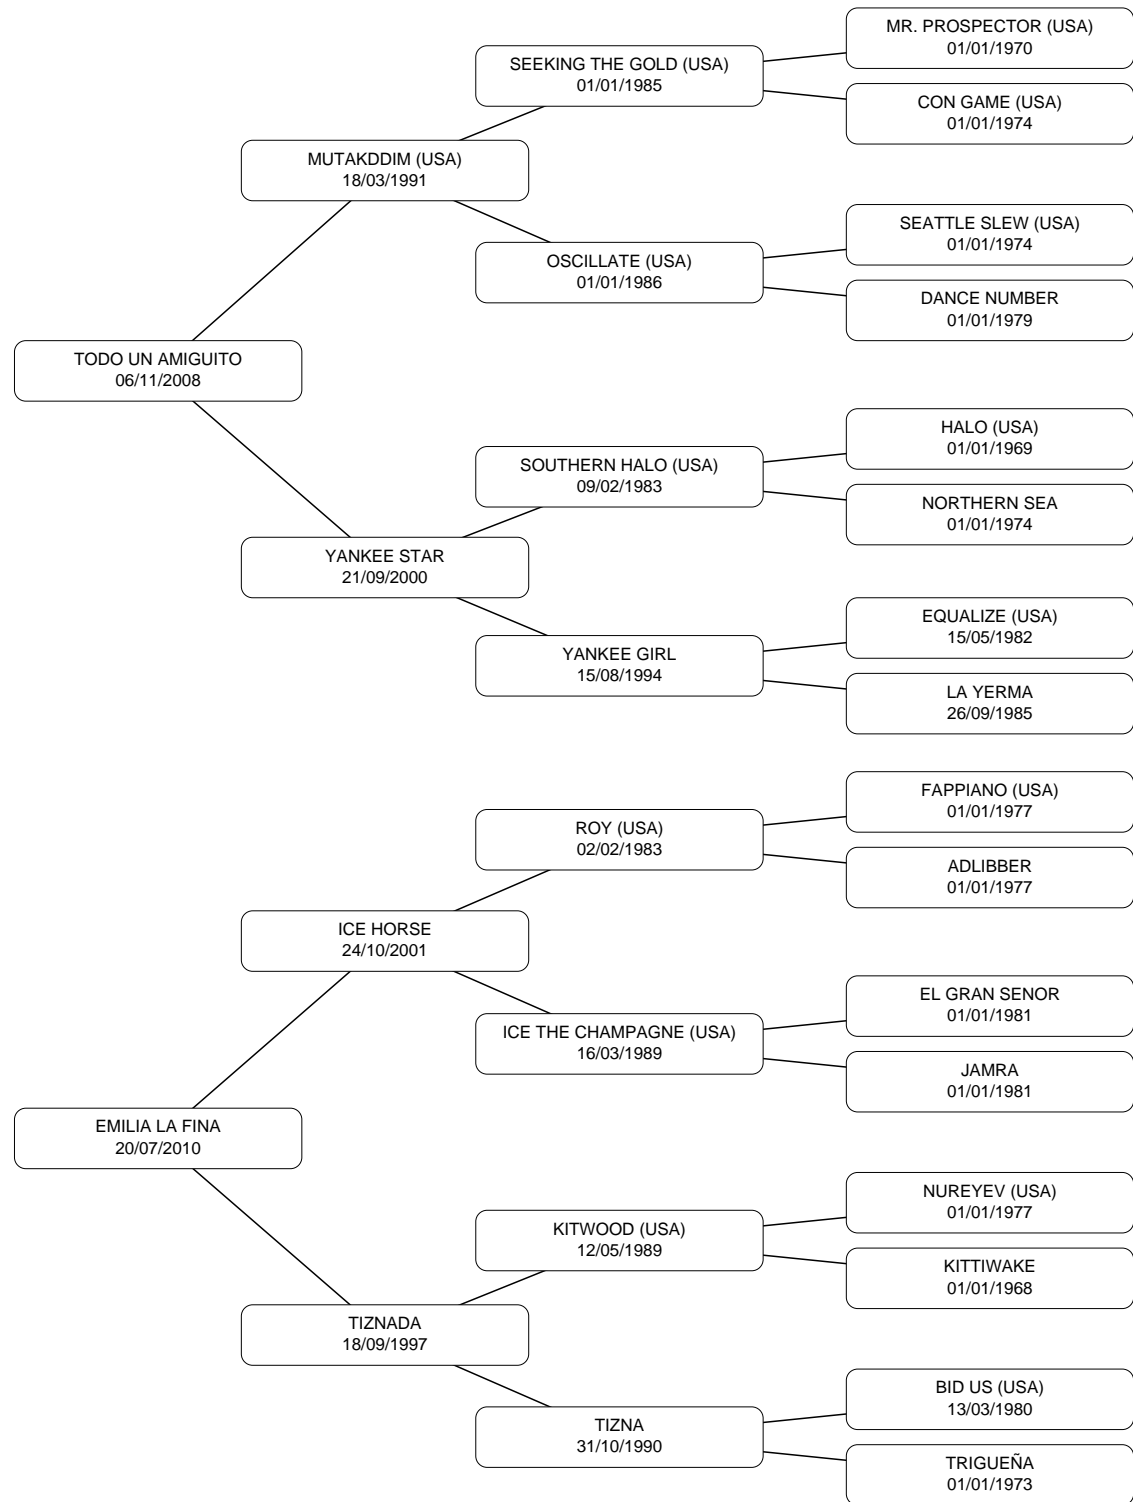 MR. PROSPECTOR (USA)
01/01/1970
SEEKING THE GOLD (USA)
01/01/1985
CON GAME (USA)
01/01/1974
MUTAKDDIM (USA)
18/03/1991
SEATTLE SLEW (USA)
01/01/1974
OSCILLATE (USA)
01/01/1986
DANCE NUMBER
01/01/1979
TODO UN AMIGUITO
06/11/2008
HALO (USA)
01/01/1969
SOUTHERN HALO (USA)
09/02/1983
NORTHERN SEA
01/01/1974
YANKEE STAR
21/09/2000
EQUALIZE (USA)
15/05/1982
YANKEE GIRL
15/08/1994
LA YERMA
26/09/1985
FAPPIANO (USA)
01/01/1977
ROY (USA)
02/02/1983
ADLIBBER
01/01/1977
ICE HORSE
24/10/2001
EL GRAN SENOR
01/01/1981
ICE THE CHAMPAGNE (USA)
16/03/1989
JAMRA
01/01/1981
EMILIA LA FINA
20/07/2010
NUREYEV (USA)
01/01/1977
KITWOOD (USA)
12/05/1989
KITTIWAKE
01/01/1968
TIZNADA
18/09/1997
BID US (USA)
13/03/1980
TIZNA
31/10/1990
TRIGUEÑA
01/01/1973